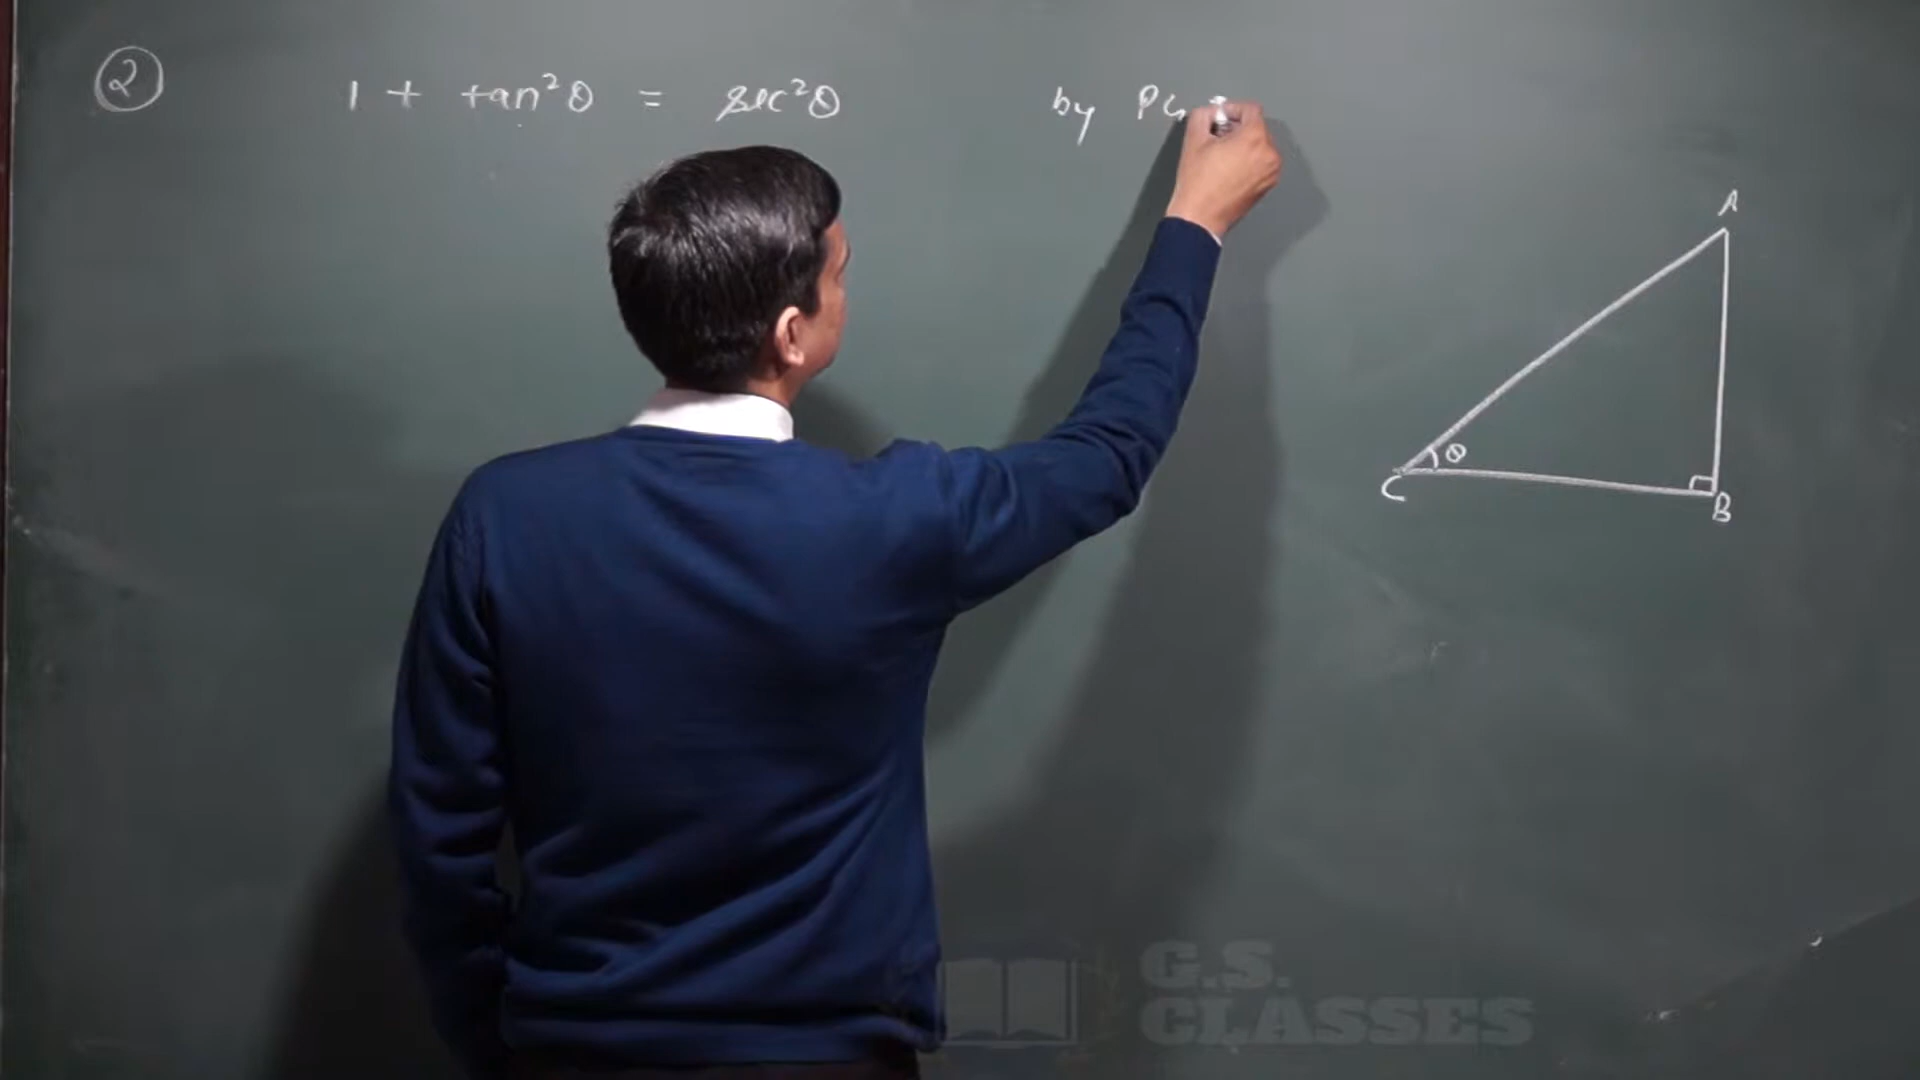 ② 1 + tan²θ = sec²θ by
A
θ
C
B
G.S.
CLASSES